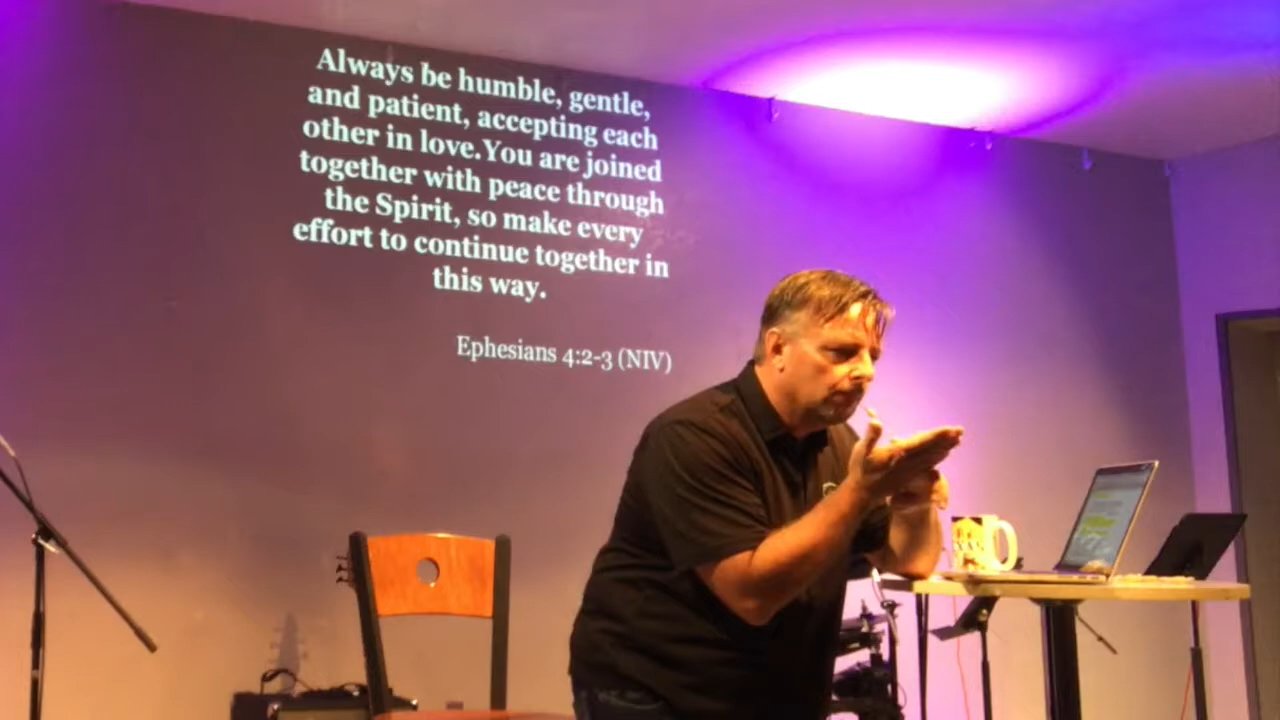 Always be humble, gentle,
and patient, accepting each
other in love.You are joined
together with peace through
the Spirit, so make every
effort to continue together in
this way.
Ephesians 4:2-3 (NIV)